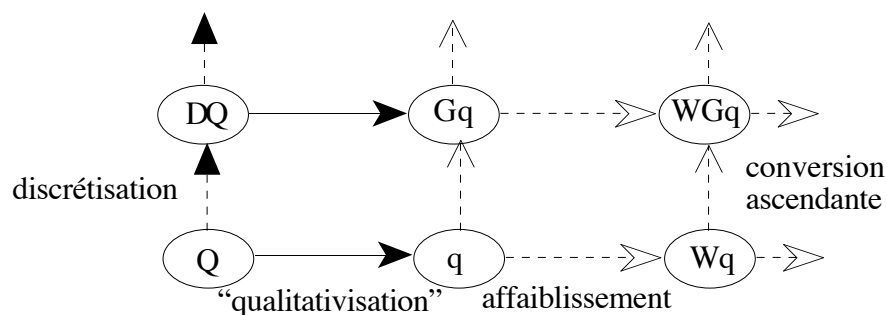 DQ Gq WGq
discrétisation
conversion
ascendante
Q q Wq
“qualitativisation” affaiblissement